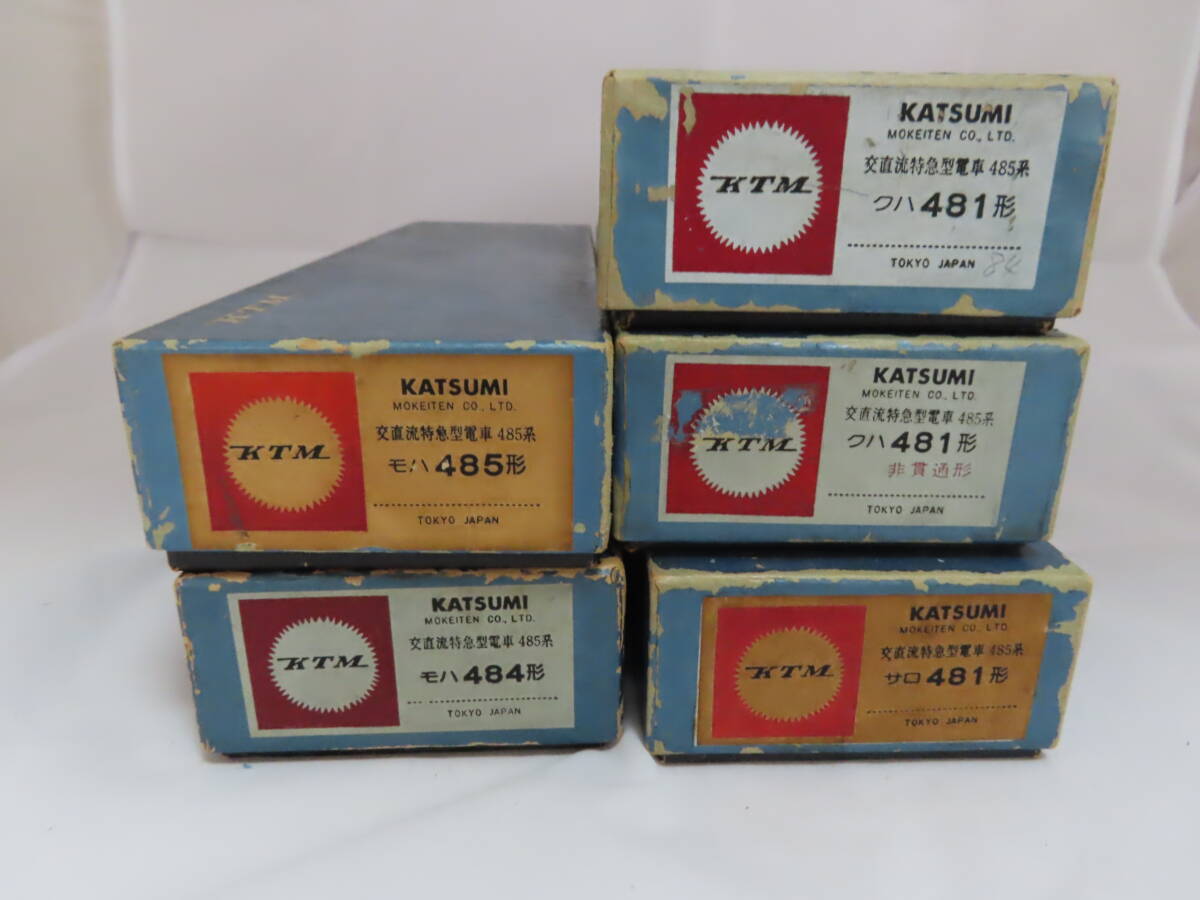 KTM
KTM
KATSUMI
MOKEITEN CO., LTD.
交直流特急型電車 485系
モハ 485形
TOKYO JAPAN
KTM
KATSUMI
MOKEITEN CO., LTD.
交直流特急型電車 485系
モハ 484形
TOKYO JAPAN
KTM
KATSUMI
MOKEITEN CO., LTD.
交直流特急型電車 485系
クハ 481形
TOKYO JAPAN 84
KTM
KATSUMI
MOKEITEN CO., LTD.
交直流特急型電車 485系
クハ 481形
非貫通形
TOKYO JAPAN
KTM
KATSUMI
MOKEITEN CO., LTD.
交直流特急型電車 485系
サロ 481形
TOKYO JAPAN